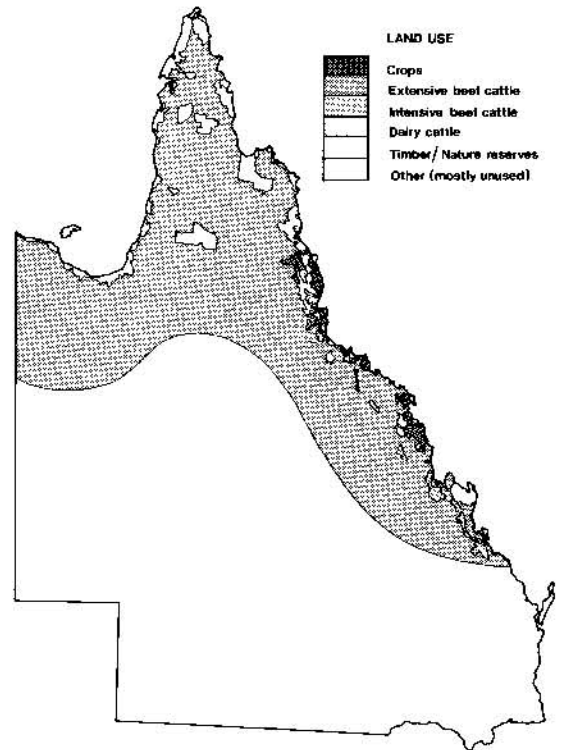 LAND USE
Crops
Extensive beef cattle
Intensive beef cattle
Dairy cattle
Timber/ Nature reserves
Other (mostly unused)